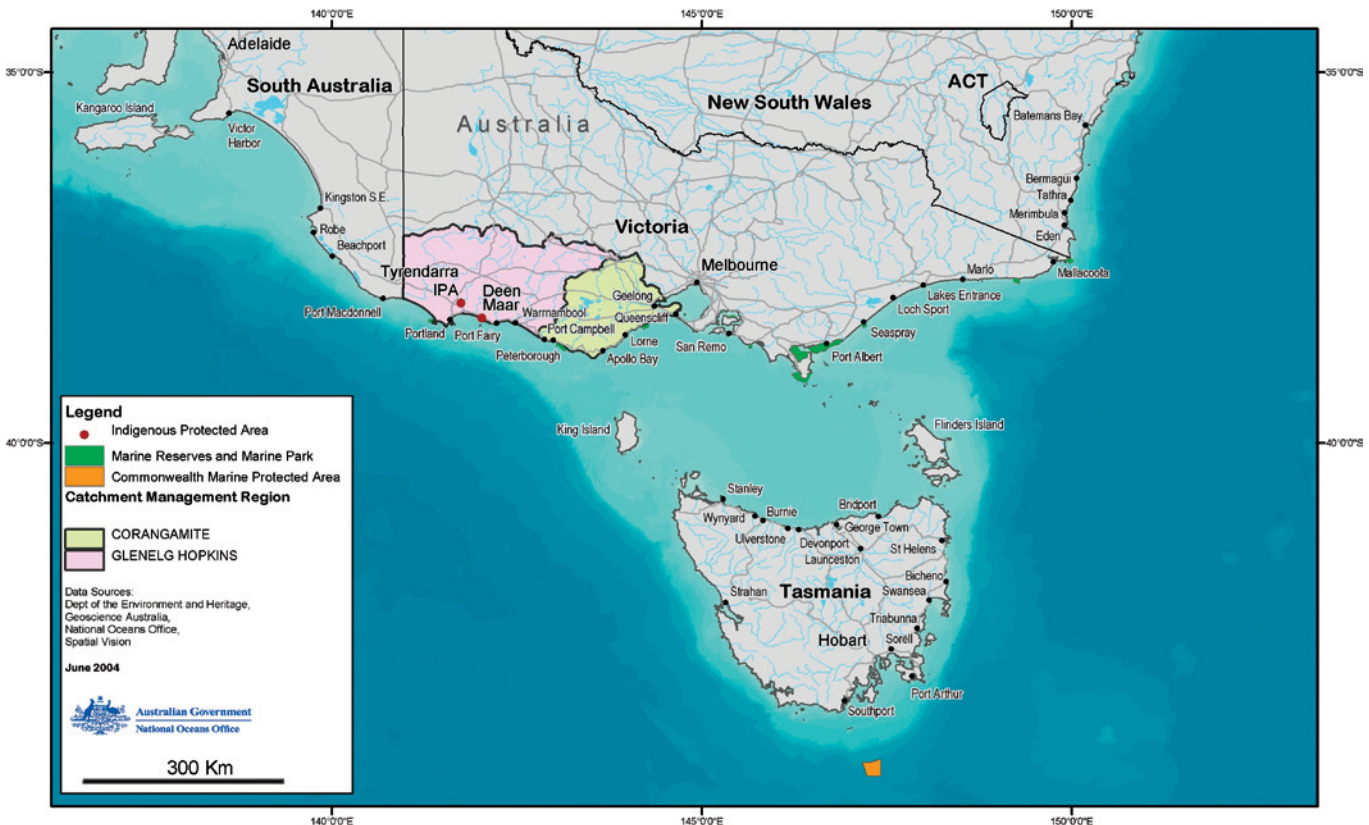 140°0'0"E
145°0'0"E
150°0'0"E
35°0'0"S
35°0'0"S
Adelaide
South Australia
ACT
New South Wales
Kangaroo Island
Australia
Batemans Bay
Victor
Harbor
Bermagui
Tathra
Kingston S.E.
Merimbula
Victoria
Robe
Eden
Beachport
Melbourne
Mallacoota
Tyrendarra
IPA
Marlo
Deen
Maar
Geelong
Lakes Entrance
Port Macdonnell
Warrnambool
Queenscliff
Loch Sport
Portland
Port Fairy
Port Campbell
Seaspray
Peterborough
Lorne
San Remo
Apollo Bay
Port Albert
Legend
Indigenous Protected Area
King Island
Flinders Island
40°0'0"S
40°0'0"S
Marine Reserves and Marine Park
Commonwealth Marine Protected Area
Catchment Management Region
CORANGAMITE
GLENELG HOPKINS
Stanley
Bridport
Wynyard
Burnie
George Town
Ulverstone
Devonport
Launceston
St Helens
Bicheno
Strahan
Tasmania
Swansea
Triabunna
Hobart
Sorell
Port Arthur
Southport
Data Sources:
Dept of the Environment and Heritage,
Geoscience Australia,
National Oceans Office,
Spatial Vision
June 2004
Australian Government
National Oceans Office
300 Km
140°0'0"E
145°0'0"E
150°0'0"E